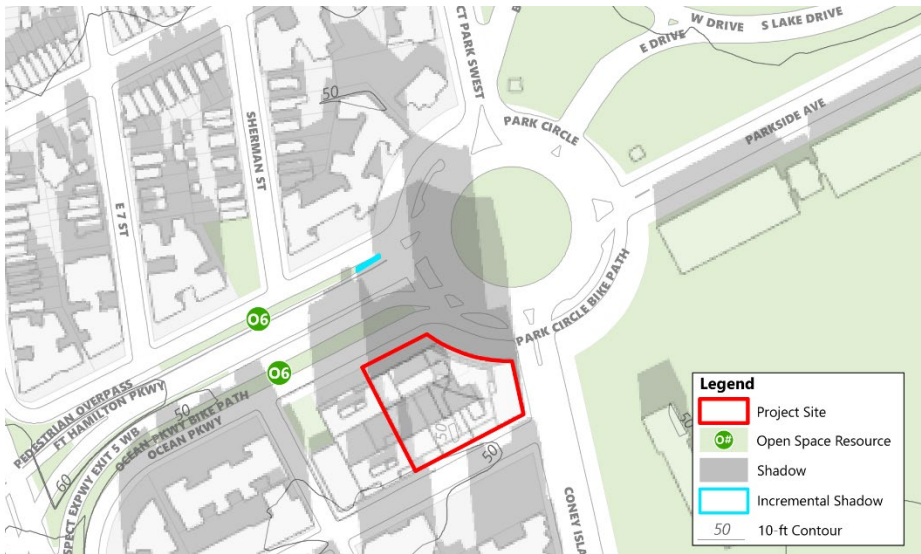 W DRIVE
S LAKE DRIVE
E DRIVE
CT PARK SWEST
PARK CIRCLE
PARKSIDE AVE
50
SHERMAN ST
E 7 ST
PARK CIRCLE BIKE PATH
O6
O6
PEDESTRIAN OVERPASS
FT HAMILTON PKWY
50
OCEAN PKWY BIKE PATH
OCEAN PKWY
SPECT EXPWY EXIT 5 WB
60
50
50
50
CONEY ISLA
Legend
Project Site
O# Open Space Resource
Shadow
Incremental Shadow
50 10-ft Contour